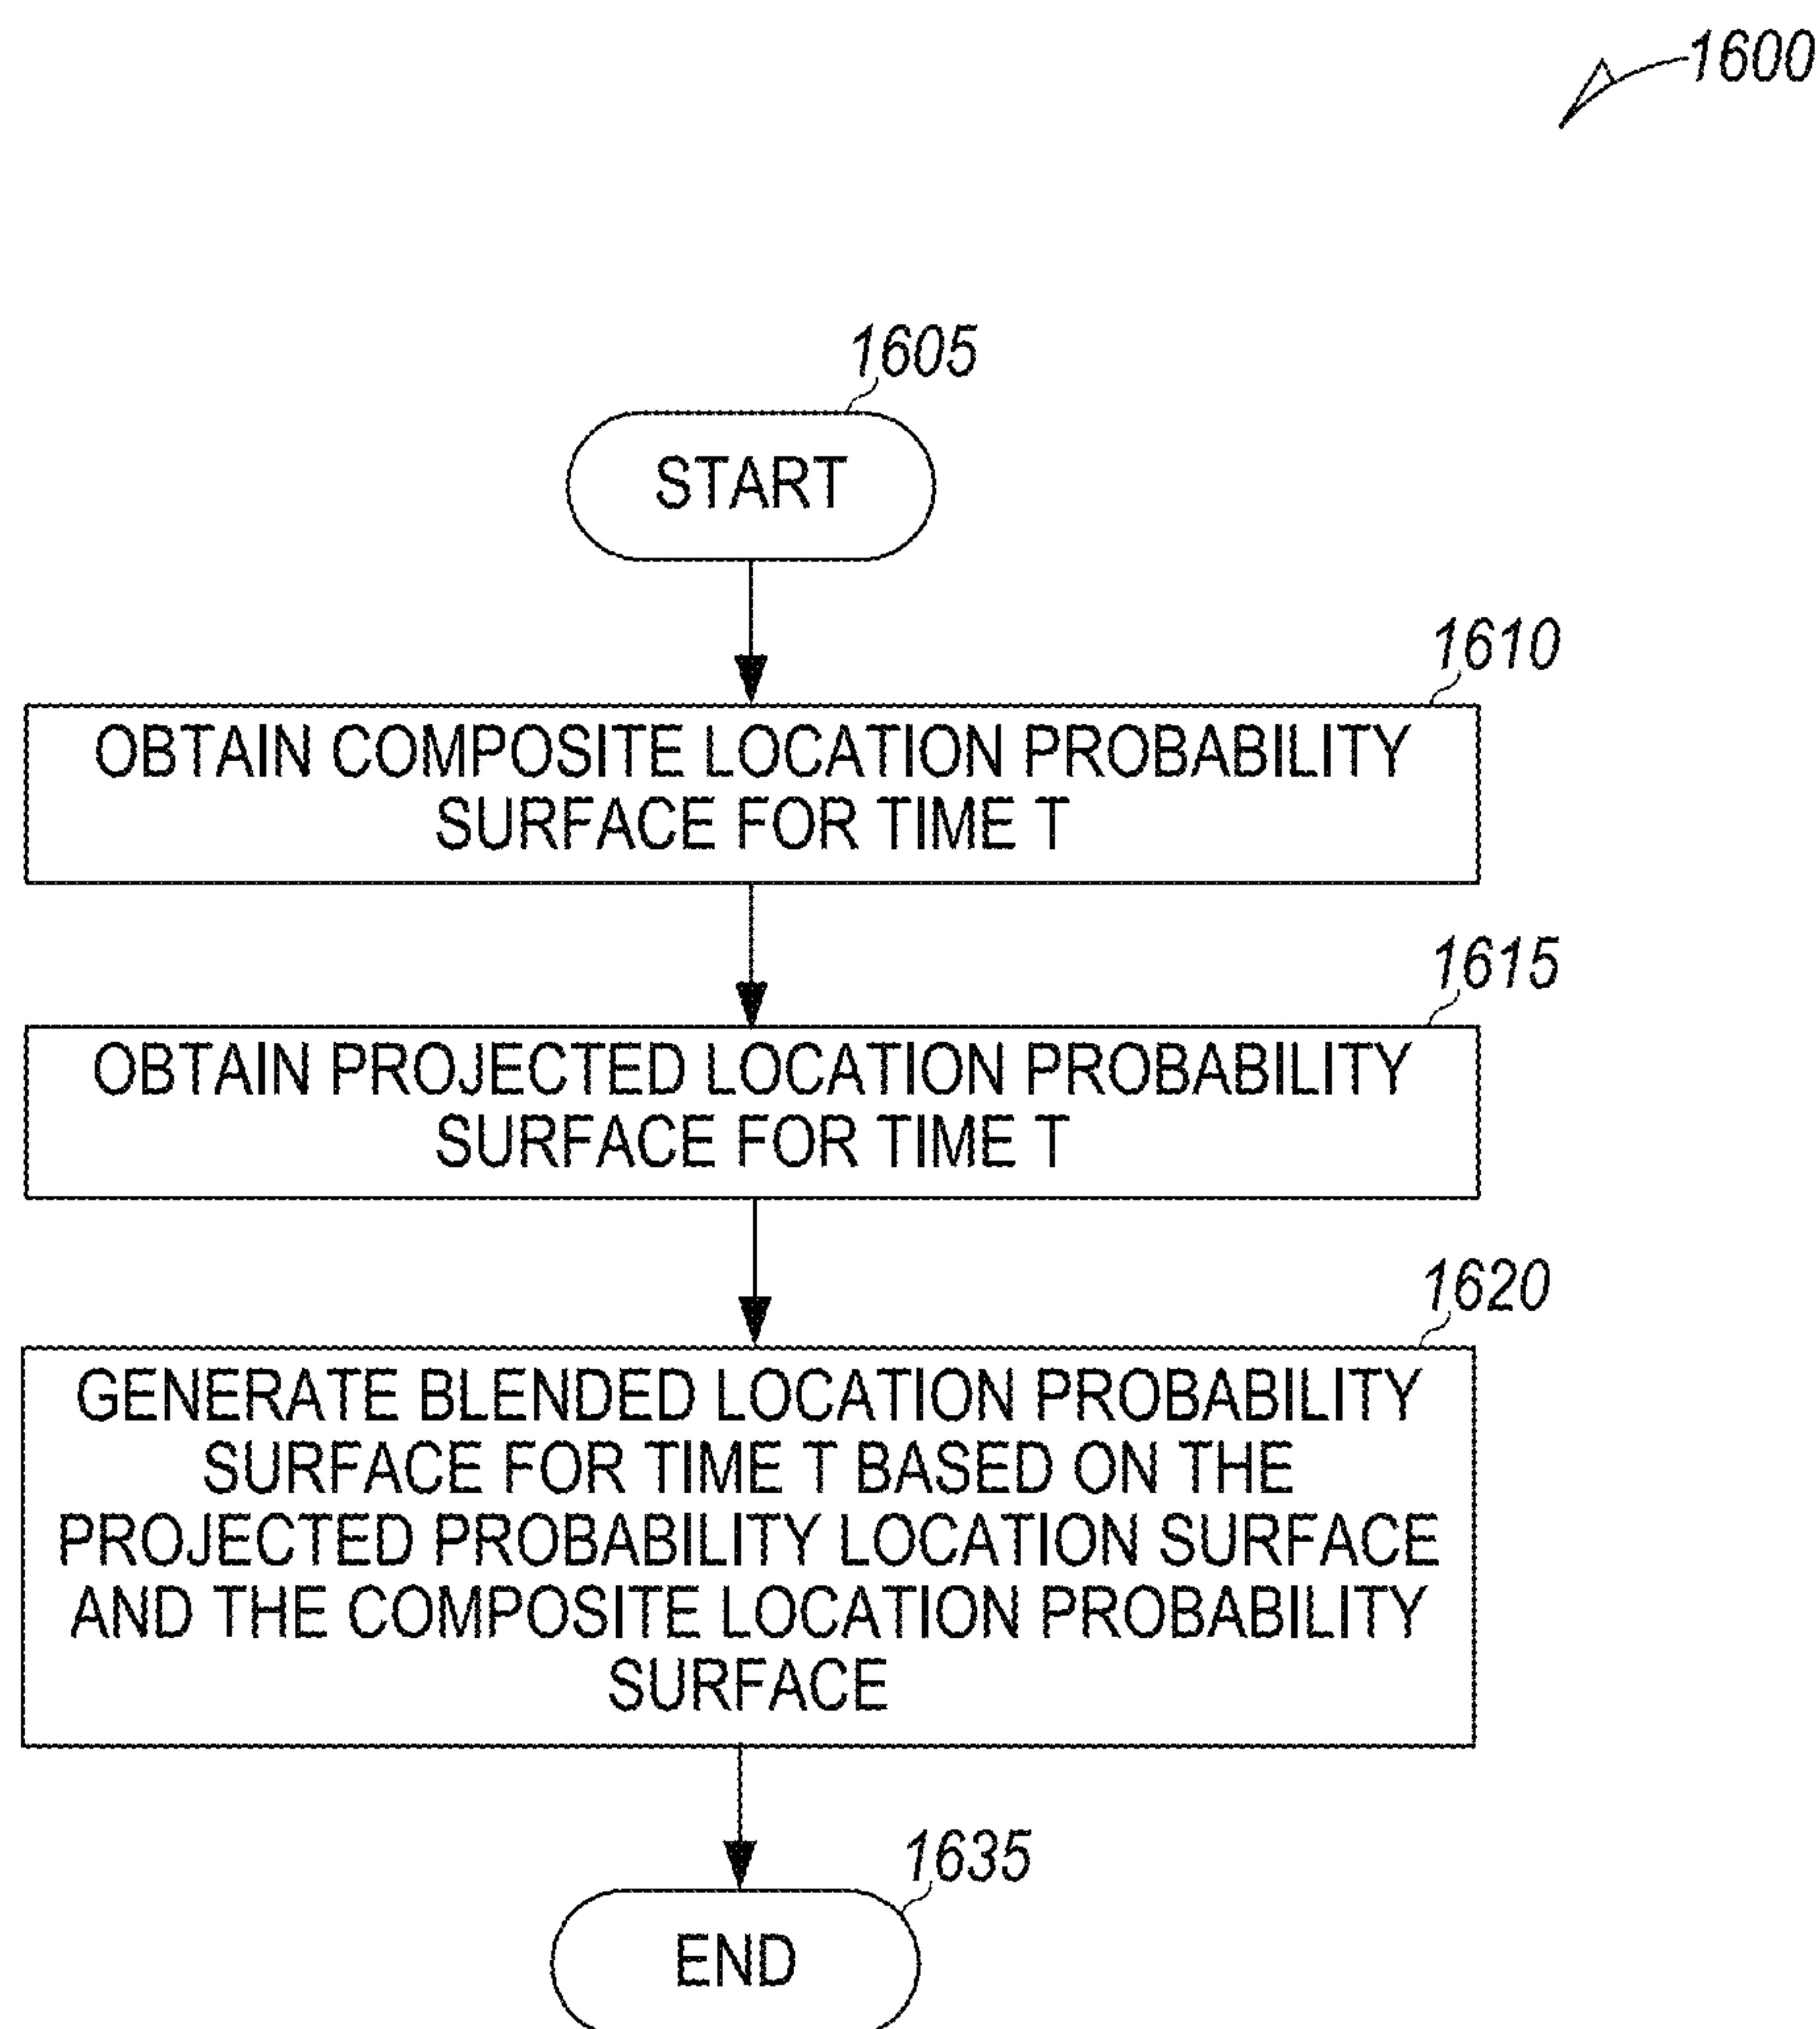 1600
1605
START
1610
OBTAIN COMPOSITE LOCATION PROBABILITY
SURFACE FOR TIME T
1615
OBTAIN PROJECTED LOCATION PROBABILITY
SURFACE FOR TIME T
1620
GENERATE BLENDED LOCATION PROBABILITY
SURFACE FOR TIME T BASED ON THE
PROJECTED PROBABILITY LOCATION SURFACE
AND THE COMPOSITE LOCATION PROBABILITY
SURFACE
1635
END